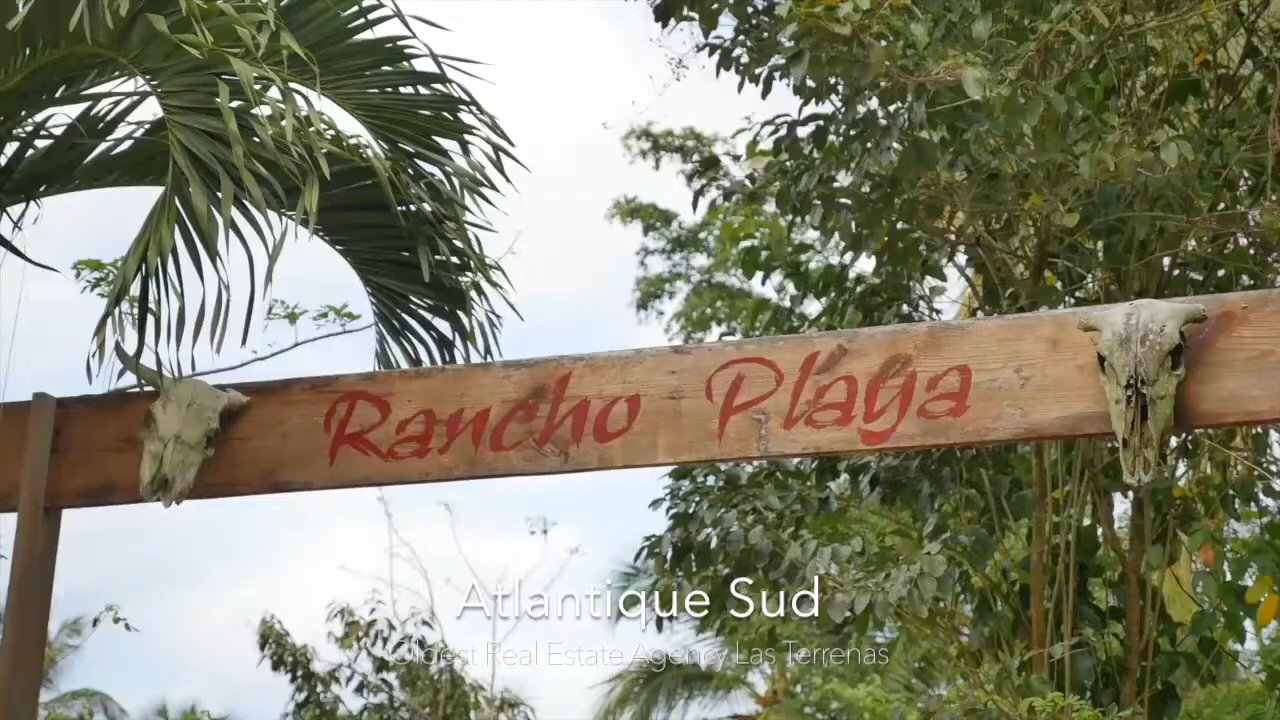 Rancho Playa
Atlantique Sud
Oldest Real Estate Agency Las Terrenas